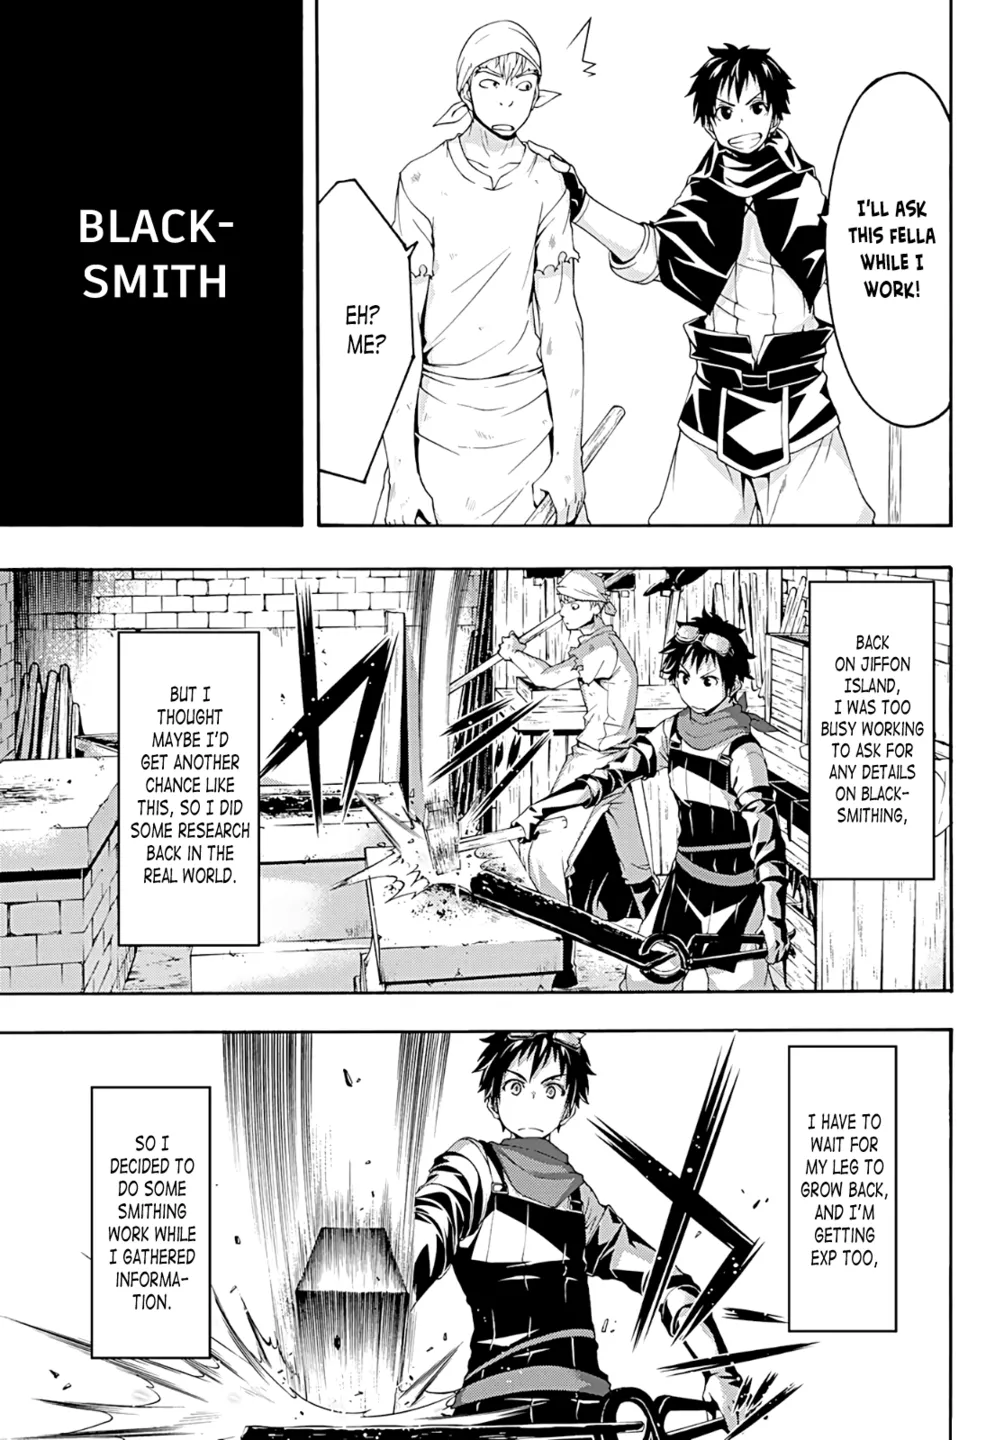 I'LL ASK
THIS FELLA
WHILE I
WORK!
EH?
ME?
BLACK-
SMITH
BACK
ON JIFFON
ISLAND,
I WAS TOO
BUSY WORKING
TO ASK FOR
ANY DETAILS
ON BLACK-
SMITHING,
BUT I
THOUGHT
MAYBE I'D
GET ANOTHER
CHANCE LIKE
THIS, SO I DID
SOME RESEARCH
BACK IN THE
REAL WORLD.
I HAVE TO
WAIT FOR
MY LEG TO
GROW BACK,
AND I'M
GETTING
EXP TOO,
SO I
DECIDED TO
DO SOME
SMITHING
WORK WHILE
I GATHERED
INFORMA-
TION.